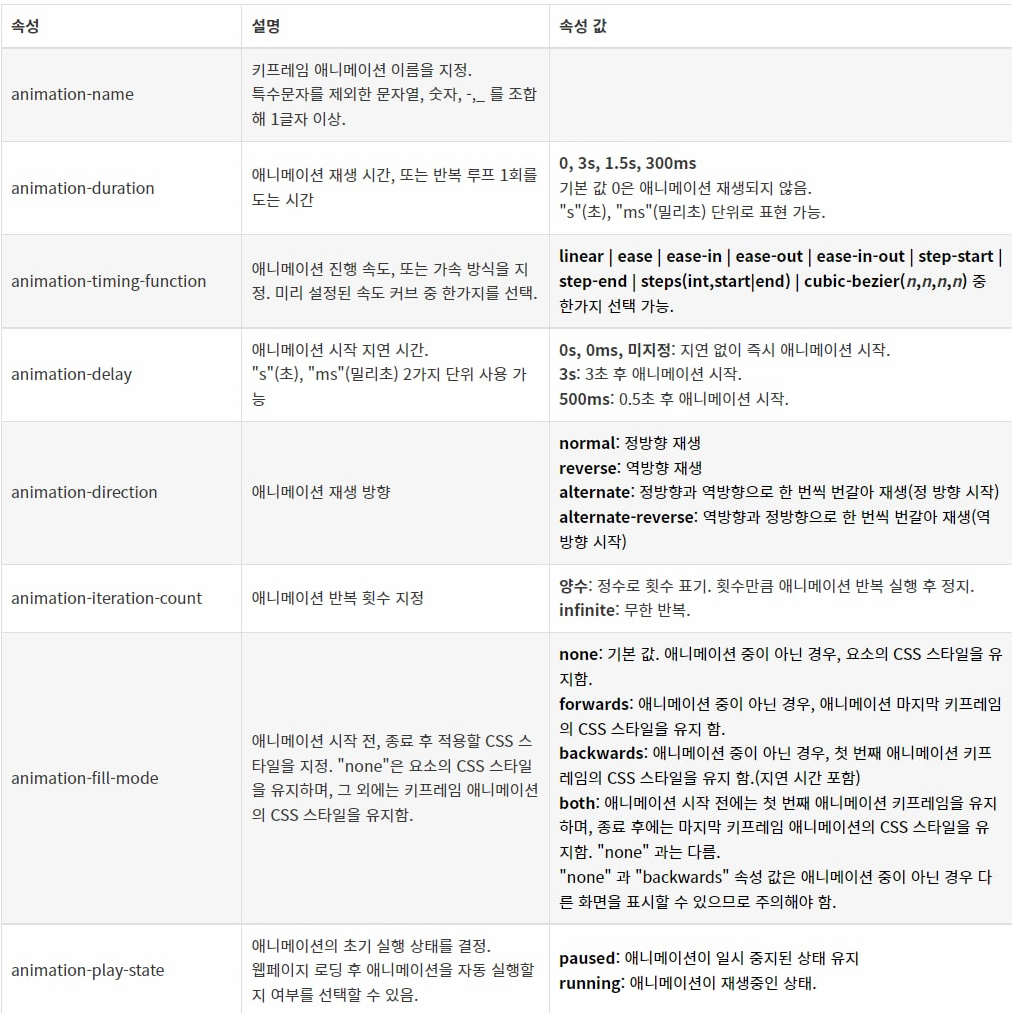 속성
설명
속성 값
animation-name
키프레임 애니메이션 이름을 지정.
특수문자를 제외한 문자열, 숫자, -,_ 를 조합
해 1글자 이상.
animation-duration
애니메이션 재생 시간, 또는 반복 루프 1회를
도는 시간
0, 3s, 1.5s, 300ms
기본 값 0은 애니메이션 재생되지 않음.
"s"(초), "ms"(밀리초) 단위로 표현 가능.
animation-timing-function
애니메이션 진행 속도, 또는 가속 방식을 지
정. 미리 설정된 속도 커브 중 한가지를 선택.
linear | ease | ease-in | ease-out | ease-in-out | step-start |
step-end | steps(int,start|end) | cubic-bezier(n,n,n,n) 중
한가지 선택 가능.
animation-delay
애니메이션 시작 지연 시간.
"s"(초), "ms"(밀리초) 2가지 단위 사용 가
능
0s, 0ms, 미지정: 지연 없이 즉시 애니메이션 시작.
3s: 3초 후 애니메이션 시작.
500ms: 0.5초 후 애니메이션 시작.
animation-direction
애니메이션 재생 방향
normal: 정방향 재생
reverse: 역방향 재생
alternate: 정방향과 역방향으로 한 번씩 번갈아 재생(정 방향 시작)
alternate-reverse: 역방향과 정방향으로 한 번씩 번갈아 재생(역
방향 시작)
animation-iteration-count
애니메이션 반복 횟수 지정
양수: 정수로 횟수 표기. 횟수만큼 애니메이션 반복 실행 후 정지.
infinite: 무한 반복.
animation-fill-mode
애니메이션 시작 전, 종료 후 적용할 CSS 스
타일을 지정. "none"은 요소의 CSS 스타일
을 유지하며, 그 외에는 키프레임 애니메이션
의 CSS 스타일을 유지함.
none: 기본 값. 애니메이션 중이 아닌 경우, 요소의 CSS 스타일을 유
지함.
forwards: 애니메이션 중이 아닌 경우, 애니메이션 마지막 키프레임
의 CSS 스타일을 유지 함.
backwards: 애니메이션 중이 아닌 경우, 첫 번째 애니메이션 키프
레임의 CSS 스타일을 유지 함.(지연 시간 포함)
both: 애니메이션 시작 전에는 첫 번째 애니메이션 키프레임을 유지
하며, 종료 후에는 마지막 키프레임 애니메이션의 CSS 스타일을 유
지함. "none" 과는 다름.
"none" 과 "backwards" 속성 값은 애니메이션 중이 아닌 경우 다
른 화면을 표시할 수 있으므로 주의해야 함.
animation-play-state
애니메이션의 초기 실행 상태를 결정.
웹페이지 로딩 후 애니메이션을 자동 실행할
지 여부를 선택할 수 있음.
paused: 애니메이션이 일시 중지된 상태 유지
running: 애니메이션이 재생중인 상태.